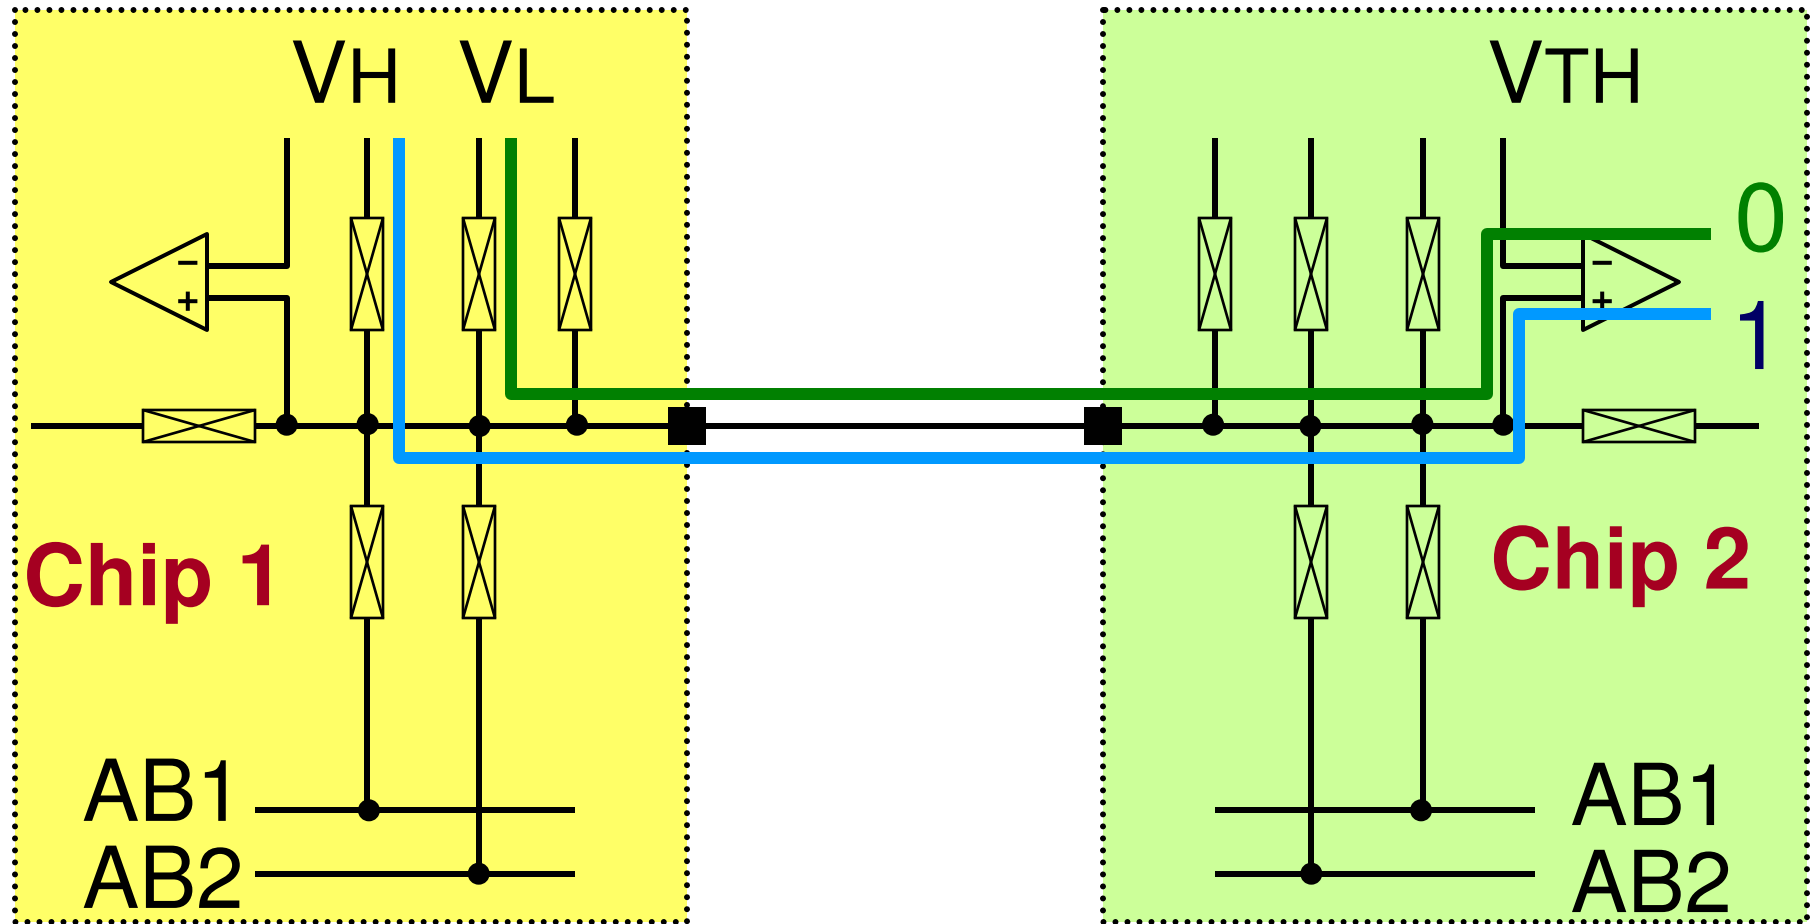 VH VL
VTH
0
− −
+ +
1
Chip 1
Chip 2
AB1
AB1
AB2
AB2